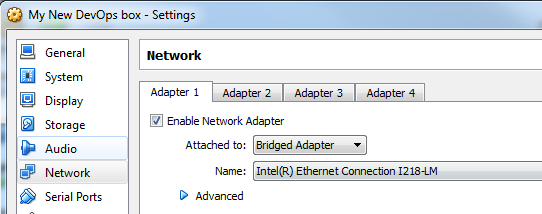 My New DevOps box - Settings
General
System
Display
Storage
Audio
Network
Serial Ports
Network
Adapter 1 Adapter 2 Adapter 3 Adapter 4
Enable Network Adapter
Attached to: Bridged Adapter
Name: Intel(R) Ethernet Connection I218-LM
Advanced